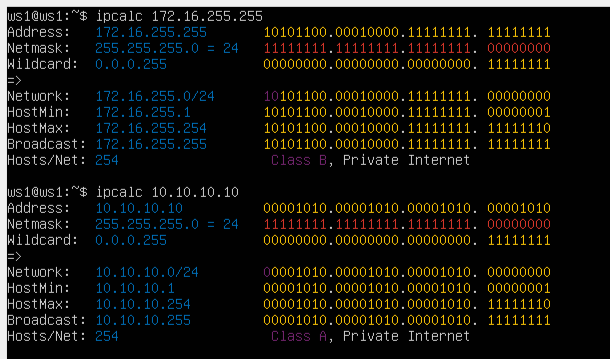 ws1@ws1:~$ ipcalc 172.16.255.255
Address:   172.16.255.255       10101100.00010000.11111111. 11111111
Netmask:   255.255.255.0 = 24   11111111.11111111.11111111. 00000000
Wildcard:  0.0.0.255            00000000.00000000.00000000. 11111111
=>
Network:   172.16.255.0/24      10101100.00010000.11111111. 00000000
HostMin:   172.16.255.1         10101100.00010000.11111111. 00000001
HostMax:   172.16.255.254       10101100.00010000.11111111. 11111110
Broadcast: 172.16.255.255       10101100.00010000.11111111. 11111111
Hosts/Net: 254                   Class B, Private Internet
ws1@ws1:~$ ipcalc 10.10.10.10
Address:   10.10.10.10          00001010.00001010.00001010. 00001010
Netmask:   255.255.255.0 = 24   11111111.11111111.11111111. 00000000
Wildcard:  0.0.0.255            00000000.00000000.00000000. 11111111
=>
Network:   10.10.10.0/24        00001010.00001010.00001010. 00000000
HostMin:   10.10.10.1           00001010.00001010.00001010. 00000001
HostMax:   10.10.10.254         00001010.00001010.00001010. 11111110
Broadcast: 10.10.10.255         00001010.00001010.00001010. 11111111
Hosts/Net: 254                   Class A, Private Internet